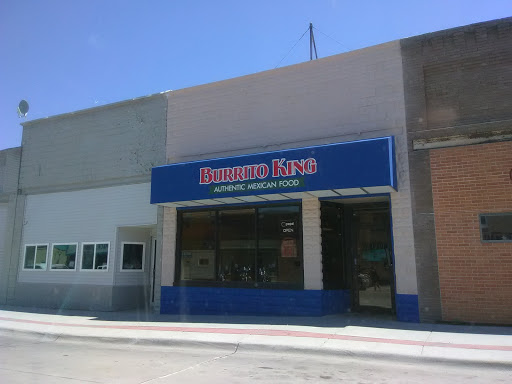 BURRITO KING
AUTHENTIC MEXICAN FOOD
OPEN